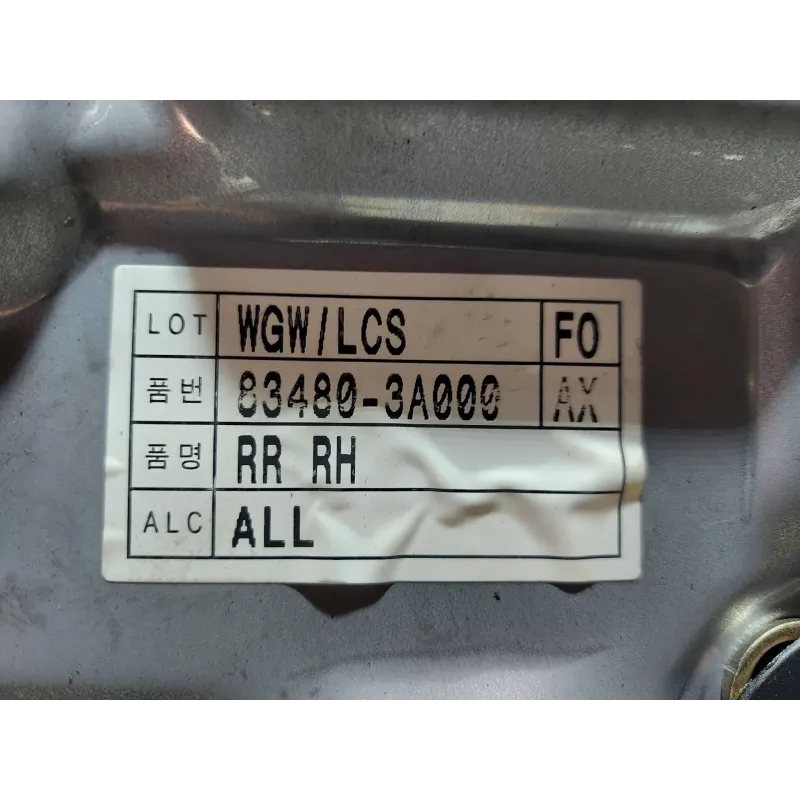 LOT WGW/LCS FO
품번 83480-3A000 AX
품명 RR RH
ALC ALL